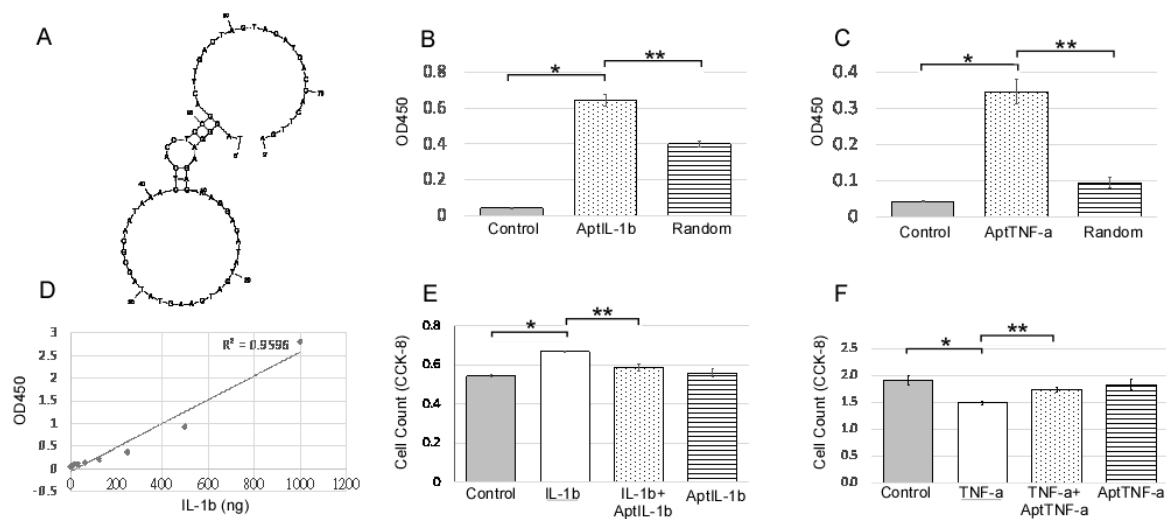 A
B
OD450
0.8
0.6
0.4
0.2
0
*
**
Control
AptIL-1b
Random
C
OD450
0.4
0.3
0.2
0.1
0
*
**
Control
AptTNF-a
Random
D
OD450
3
2.5
2
1.5
1
0.5
0
-0.5
R² = 0.9596
0 200 400 600 800 1000 1200
IL-1b (ng)
E
Cell Count (CCK-8)
0.8
0.6
0.4
0.2
0
*
**
Control
IL-1b
IL-1b+
AptIL-1b
AptIL-1b
F
Cell Count (CCK-8)
2.5
2.0
1.5
1.0
0.5
0.0
*
**
Control
TNF-a
TNF-a+
AptTNF-a
AptTNF-a